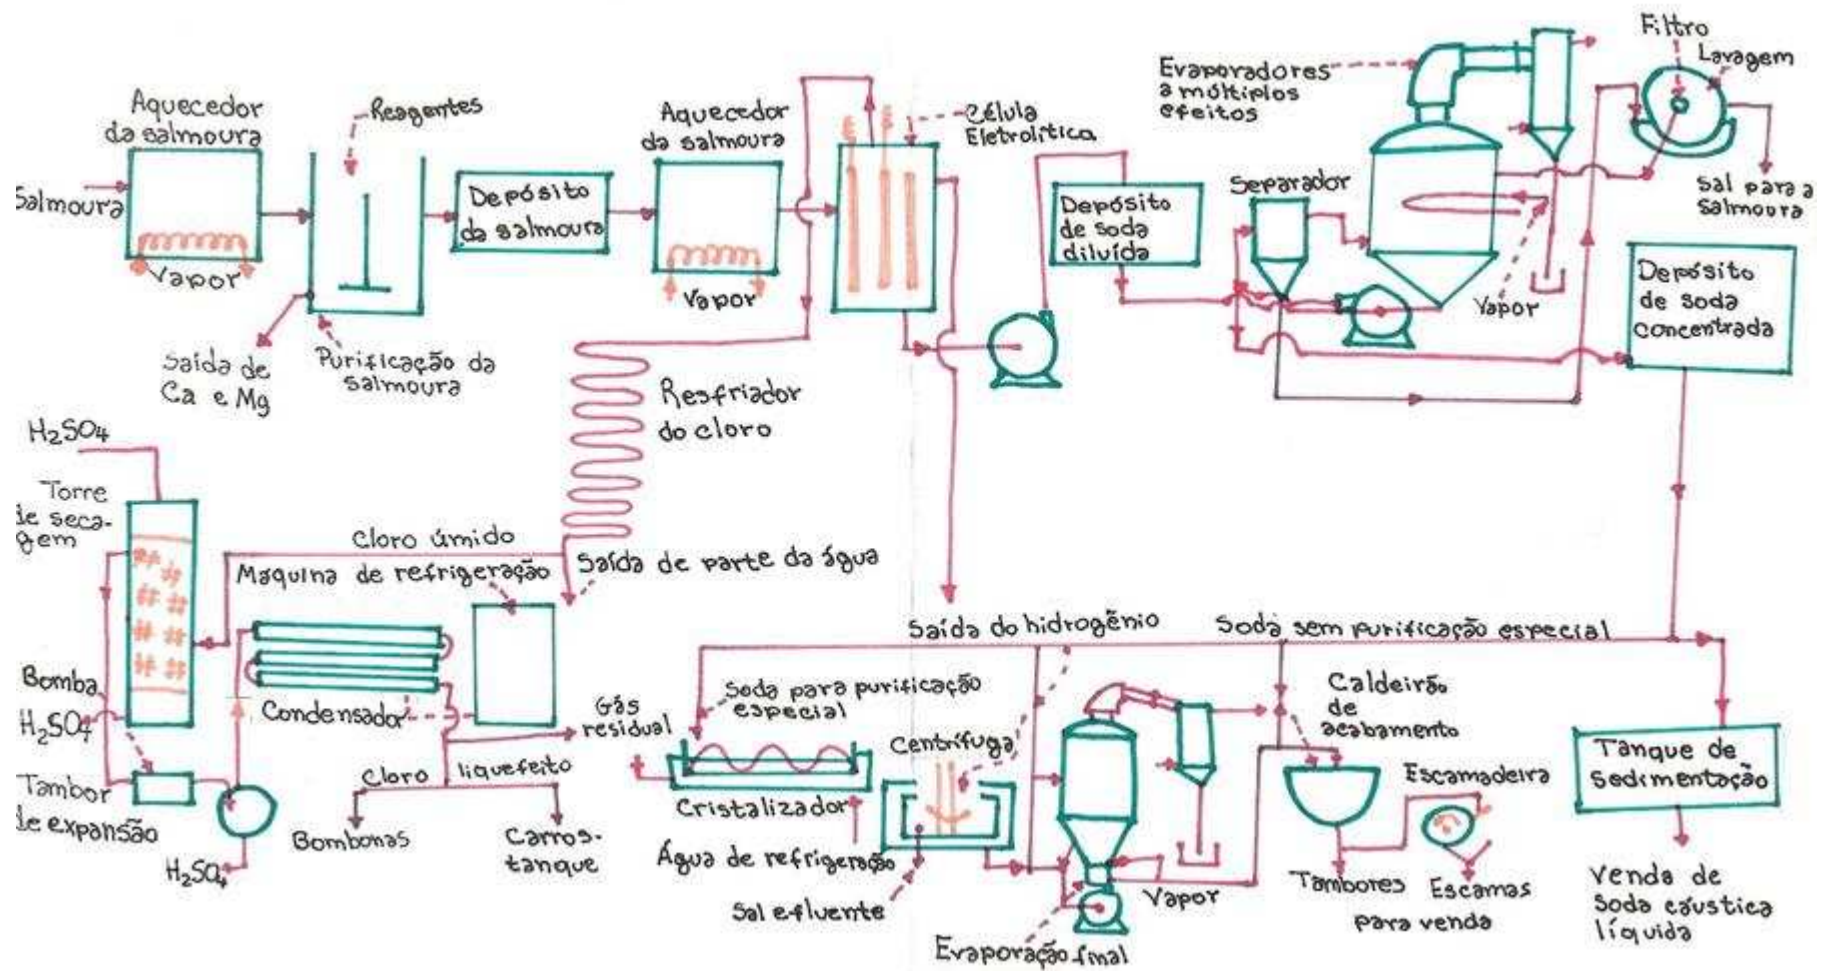 Aquecedor
da salmoura
Salmoura
Vapor
Reagentes
Saída de
Ca e Mg
Purificação da
salmoura
Depósito
da salmoura
Aquecedor
da salmoura
Vapor
Célula
Eletrolítica
Depósito
de soda
diluída
Separador
Evaporadores
a múltiplos
efeitos
Vapor
Filtro
Lavagem
Sal para a
salmoura
Depósito
de soda
concentrada
Resfriador
do cloro
H₂SO₄
Torre
de seca-
gem
Cloro úmido
Máquina de refrigeração
Saída de parte da água
Bomba
H₂SO₄
Tambor
de expansão
H₂SO₄
Condensador
Gás
residual
Cloro liquefeito
Bombonas
Carros-
tanque
Saída do hidrogênio
Soda sem purificação especial
Soda para purificação
especial
Cristalizador
Água de refrigeração
Centrífuga
Sal efluente
Evaporação final
Vapor
Caldeirão
de
acabamento
Escamadeira
Tambores
Escamas
para venda
Tanque de
sedimentação
Venda de
soda cáustica
líquida